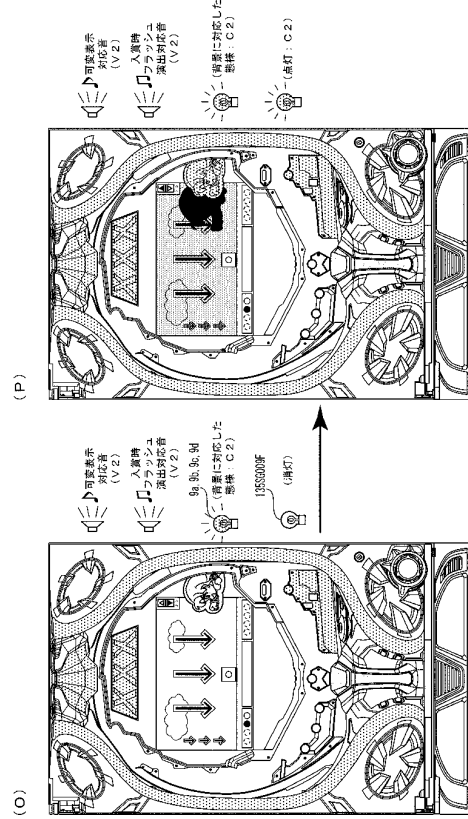 (O)
可変表示
対応音
(V2)
入賞時
フラッシュ
演出対応音
(V2)
9a,9b,9c,9d
(背景に対応した
態様:C2)
135SG009F
(消灯)
(P)
可変表示
対応音
(V2)
入賞時
フラッシュ
演出対応音
(V2)
(背景に対応した
態様:C2)
(点灯:C2)